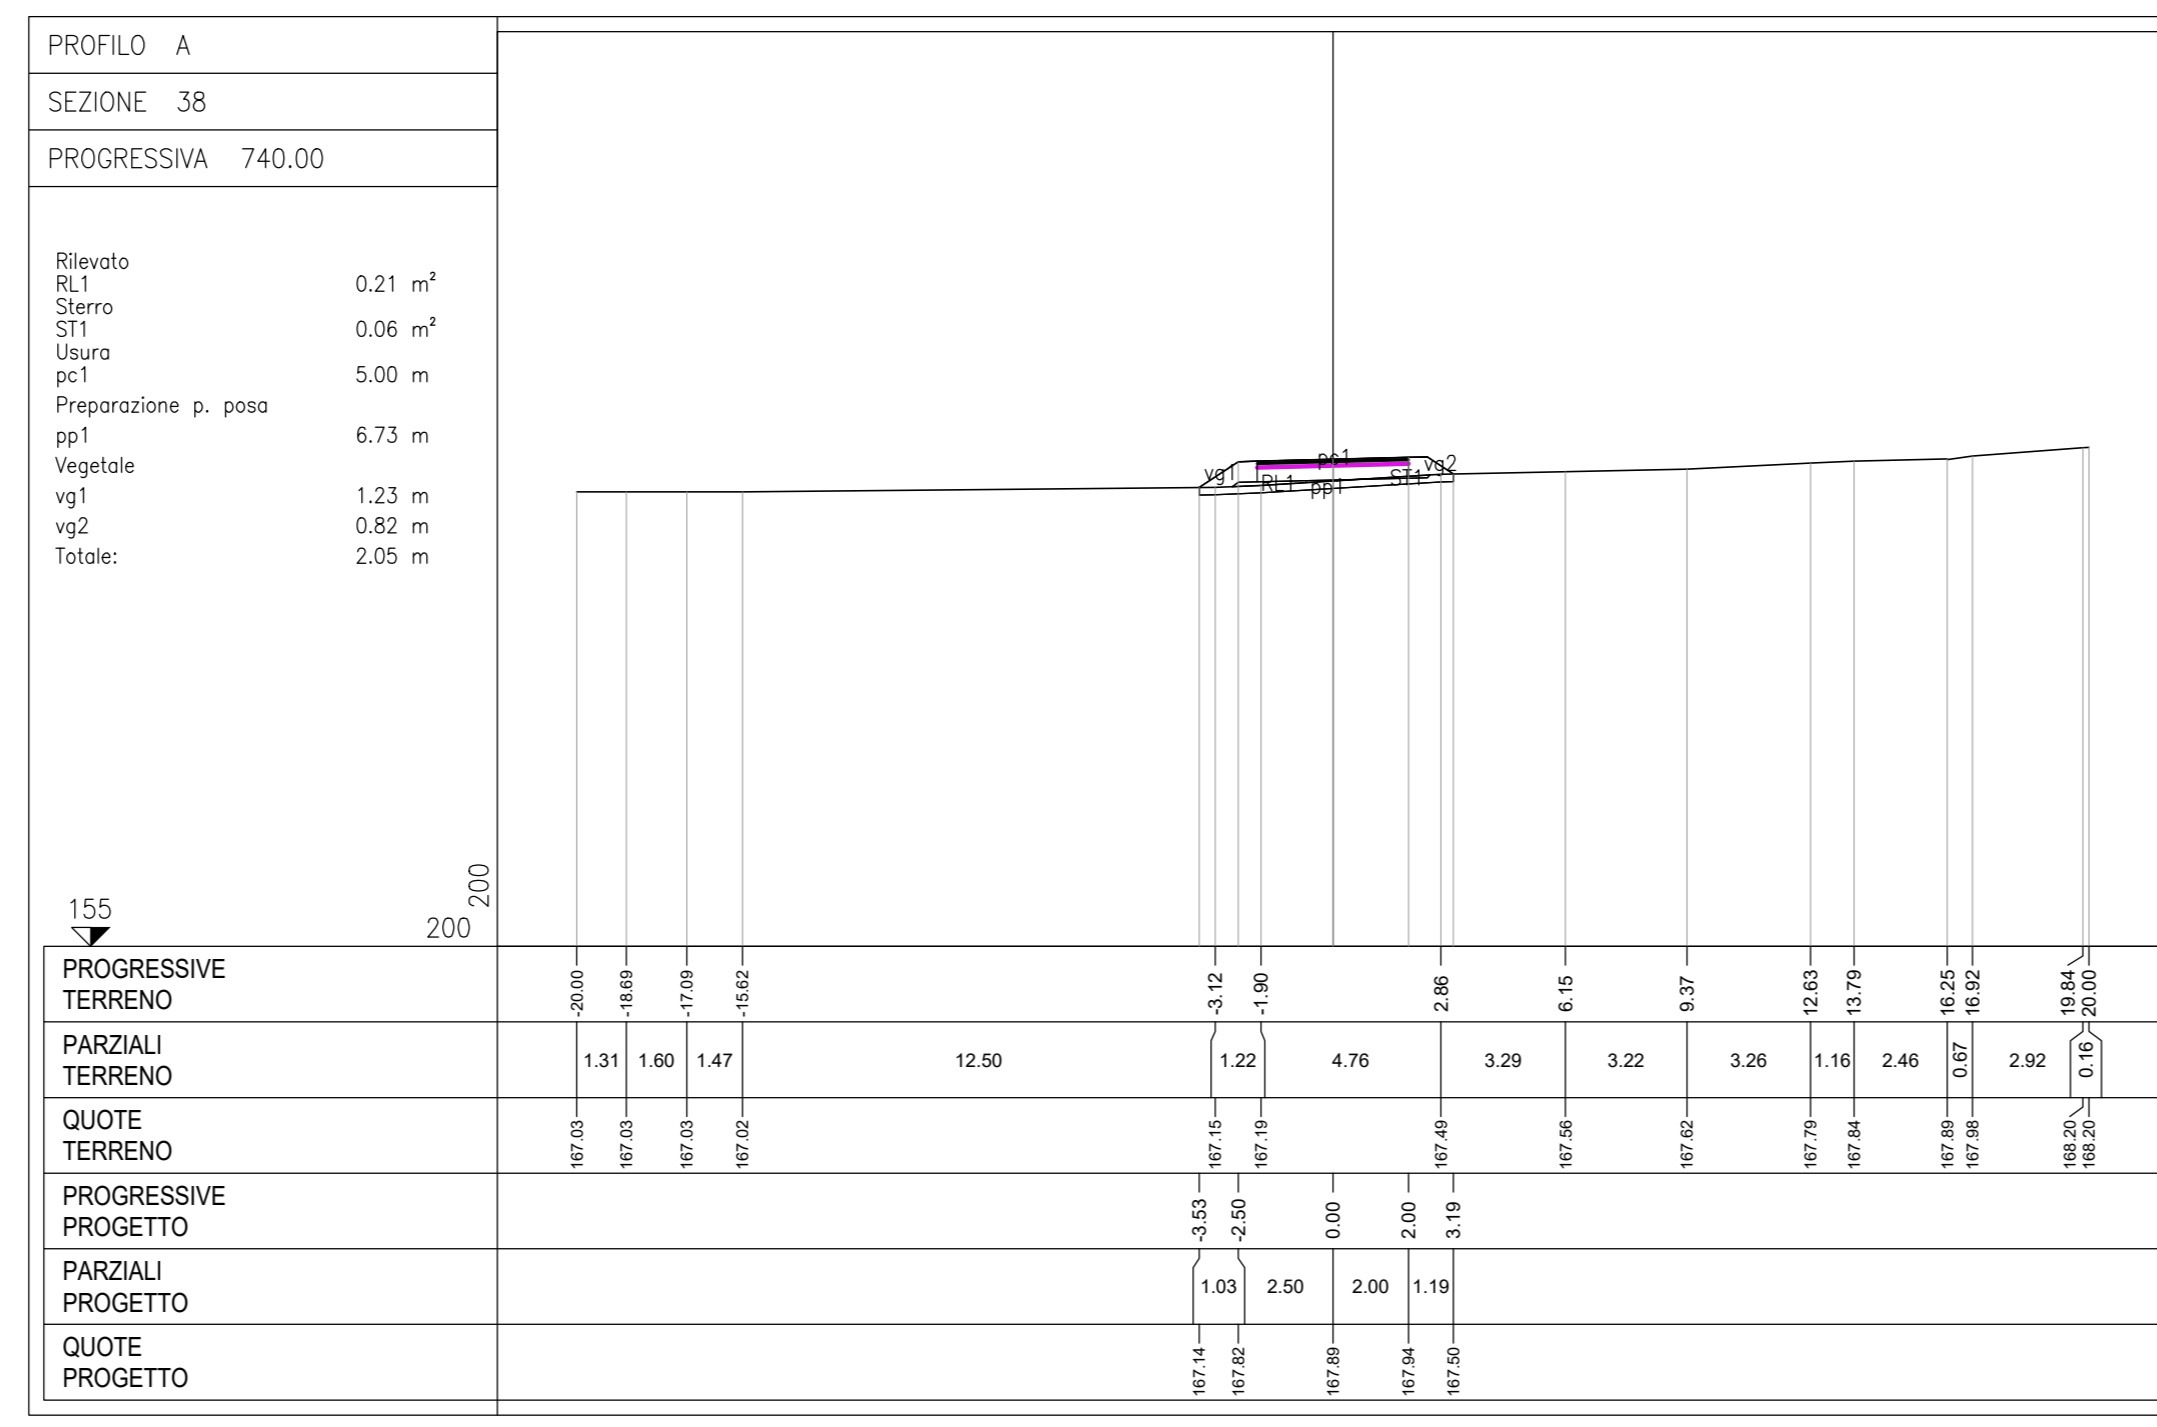 PROFILO A
SEZIONE 38
PROGRESSIVA 740.00
Rilevato
RL1 0.21 m²
Sterro
ST1 0.06 m²
Usura
pc1 5.00 m
Preparazione p. posa
pp1 6.73 m
Vegetale
vg1 1.23 m
vg2 0.82 m
Totale: 2.05 m
vg1 RL1 pc1 pp1 ST1 vg2
155
200
200
PROGRESSIVE
TERRENO
-20.00 -18.69 -17.09 -15.62 -3.12 -1.90 2.86 6.15 9.37 12.63 13.79 16.25 16.92 19.84 20.00
PARZIALI
TERRENO
1.31 1.60 1.47 12.50 1.22 4.76 3.29 3.22 3.26 1.16 2.46 0.67 2.92 0.16
QUOTE
TERRENO
167.03 167.03 167.03 167.02 167.15 167.19 167.49 167.56 167.62 167.79 167.84 167.89 167.98 168.20 168.20
PROGRESSIVE
PROGETTO
-3.53 -2.50 0.00 2.00 3.19
PARZIALI
PROGETTO
1.03 2.50 2.00 1.19
QUOTE
PROGETTO
167.14 167.82 167.89 167.94 167.50